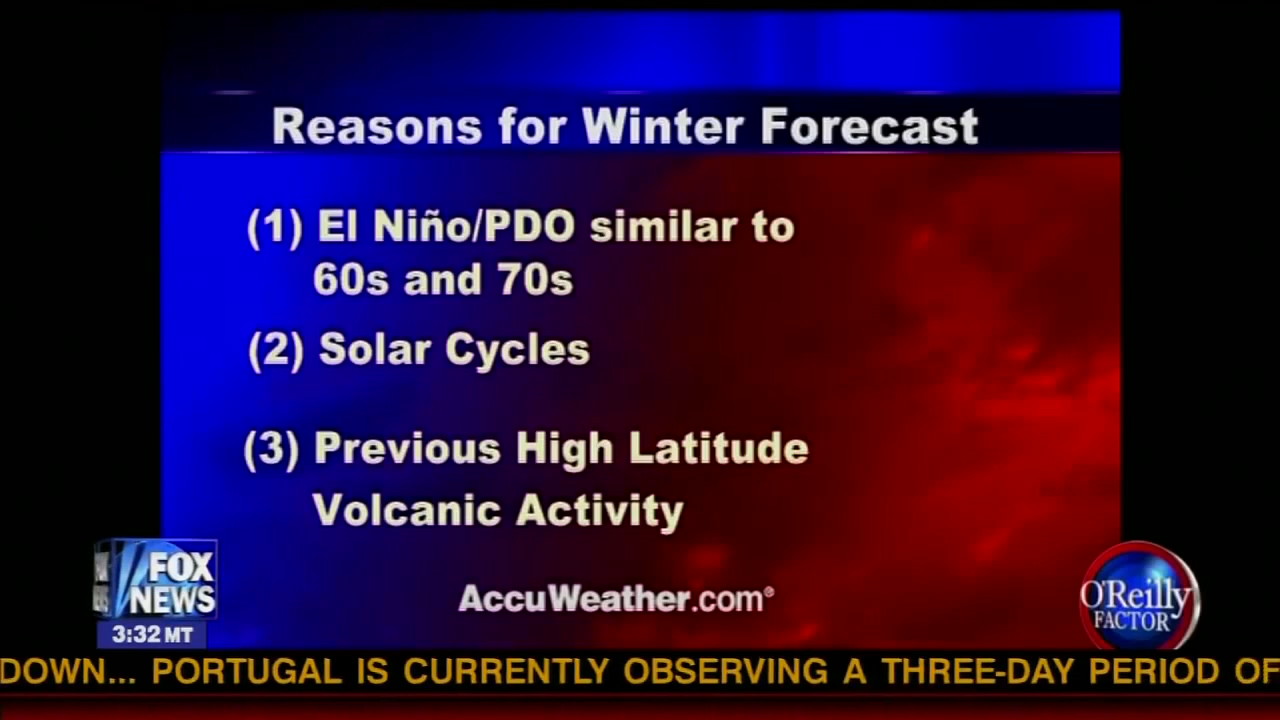 Reasons for Winter Forecast
(1) El Niño/PDO similar to
60s and 70s
(2) Solar Cycles
(3) Previous High Latitude
Volcanic Activity
AccuWeather.com®
FOX
NEWS
3:32 MT
O'Reilly
FACTOR
DOWN... PORTUGAL IS CURRENTLY OBSERVING A THREE-DAY PERIOD OF